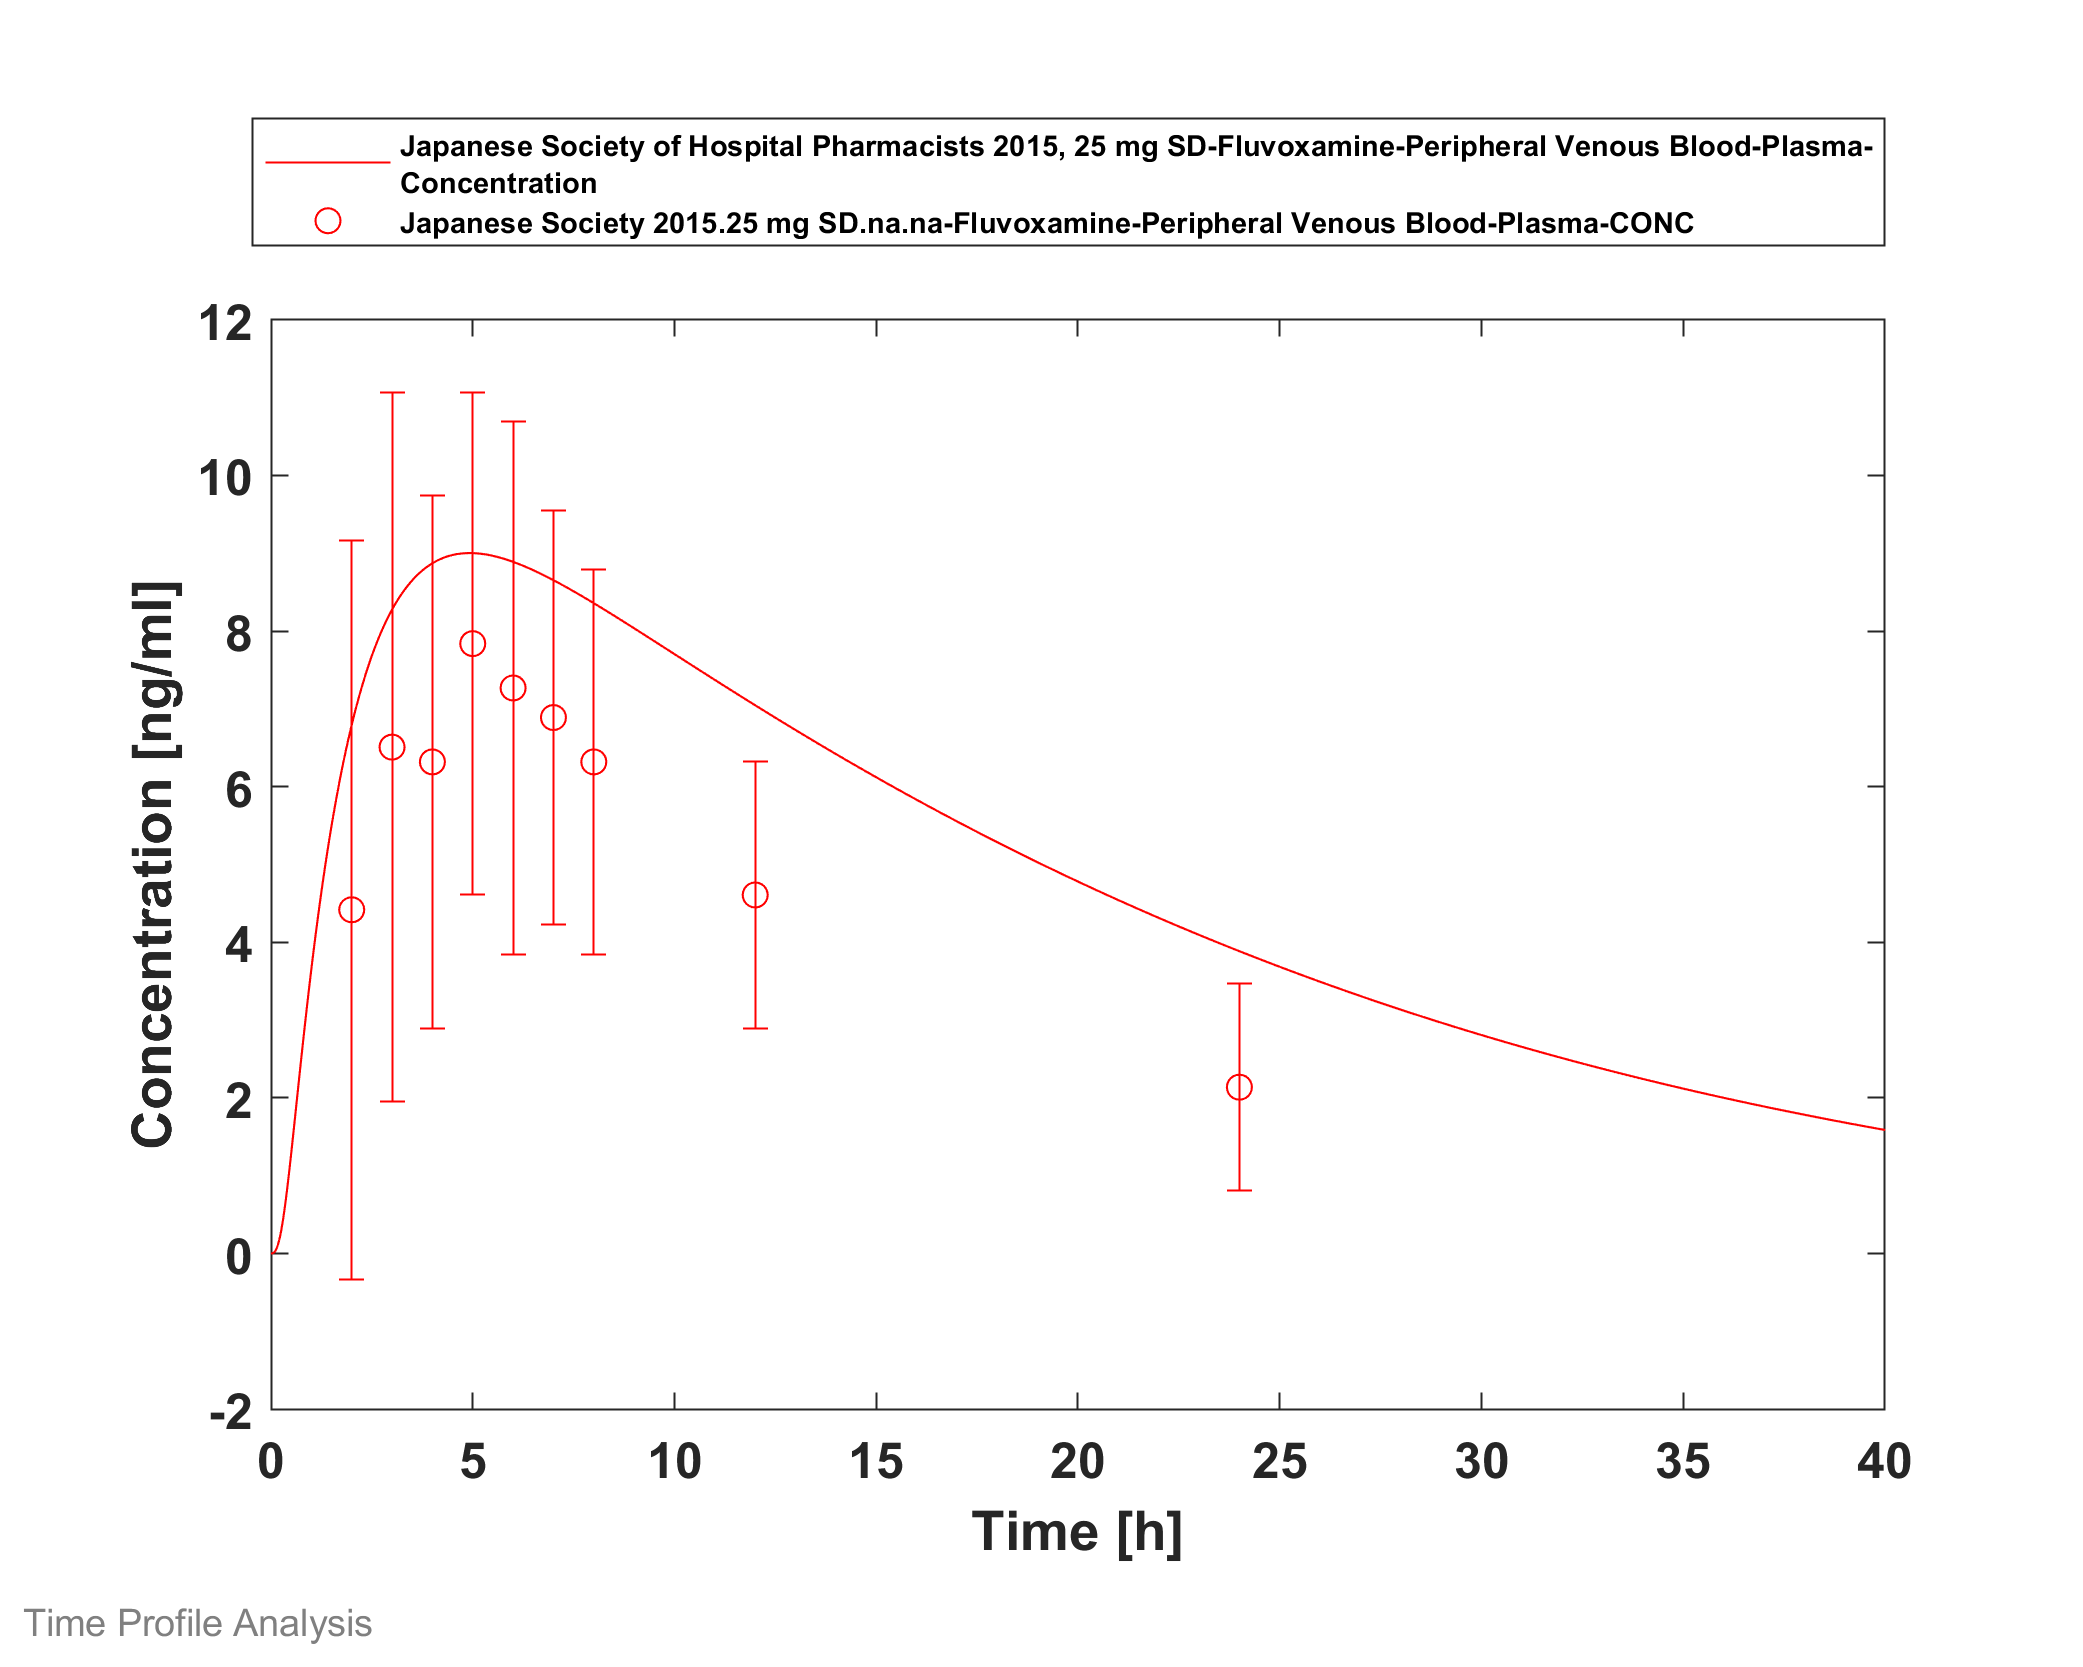 Japanese Society of Hospital Pharmacists 2015, 25 mg SD-Fluvoxamine-Peripheral Venous Blood-Plasma-
Concentration
Japanese Society 2015.25 mg SD.na.na-Fluvoxamine-Peripheral Venous Blood-Plasma-CONC
12
10
8
6
4
2
0
-2
Concentration [ng/ml]
0 5 10 15 20 25 30 35 40
Time [h]
Time Profile Analysis